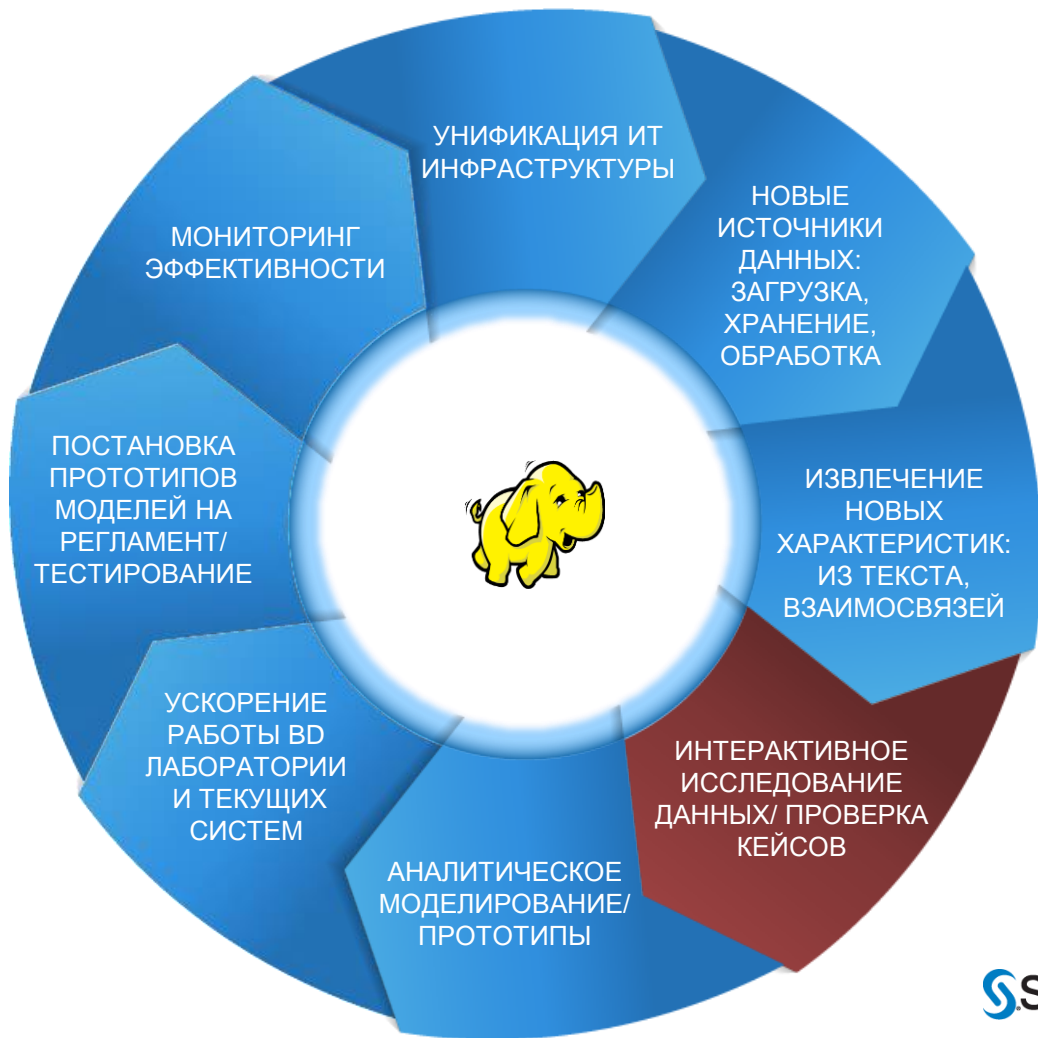 УНИФИКАЦИЯ ИТ
ИНФРАСТРУКТУРЫ
НОВЫЕ
ИСТОЧНИКИ
ДАННЫХ:
ЗАГРУЗКА,
ХРАНЕНИЕ,
ОБРАБОТКА
ИЗВЛЕЧЕНИЕ
НОВЫХ
ХАРАКТЕРИСТИК:
ИЗ ТЕКСТА,
ВЗАИМОСВЯЗЕЙ
ИНТЕРАКТИВНОЕ
ИССЛЕДОВАНИЕ
ДАННЫХ/ ПРОВЕРКА
КЕЙСОВ
АНАЛИТИЧЕСКОЕ
МОДЕЛИРОВАНИЕ/
ПРОТОТИПЫ
УСКОРЕНИЕ
РАБОТЫ BD
ЛАБОРАТОРИИ
И ТЕКУЩИХ
СИСТЕМ
ПОСТАНОВКА
ПРОТОТИПОВ
МОДЕЛЕЙ НА
РЕГЛАМЕНТ/
ТЕСТИРОВАНИЕ
МОНИТОРИНГ
ЭФФЕКТИВНОСТИ